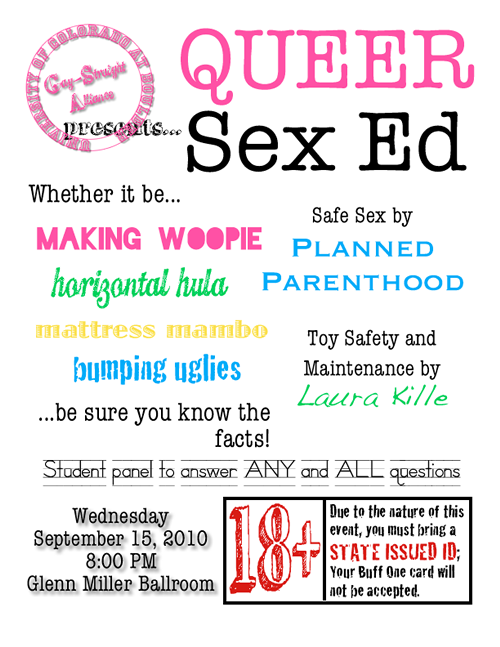 UNIVERSITY OF COLORADO AT BOULDER
Gay-Straight
Alliance
presents...
QUEER
Sex Ed
Whether it be...
MAKING WOOPIE
horizontal hula
mattress mambo
bumping uglies
...be sure you know the
facts!
Safe Sex by
PLANNED
PARENTHOOD
Toy Safety and
Maintenance by
Laura Kille
Student panel to answer ANY and ALL questions
Wednesday
September 15, 2010
8:00 PM
Glenn Miller Ballroom
18+
Due to the nature of this
event, you must bring a
STATE ISSUED ID;
Your Buff One card will
not be accepted.